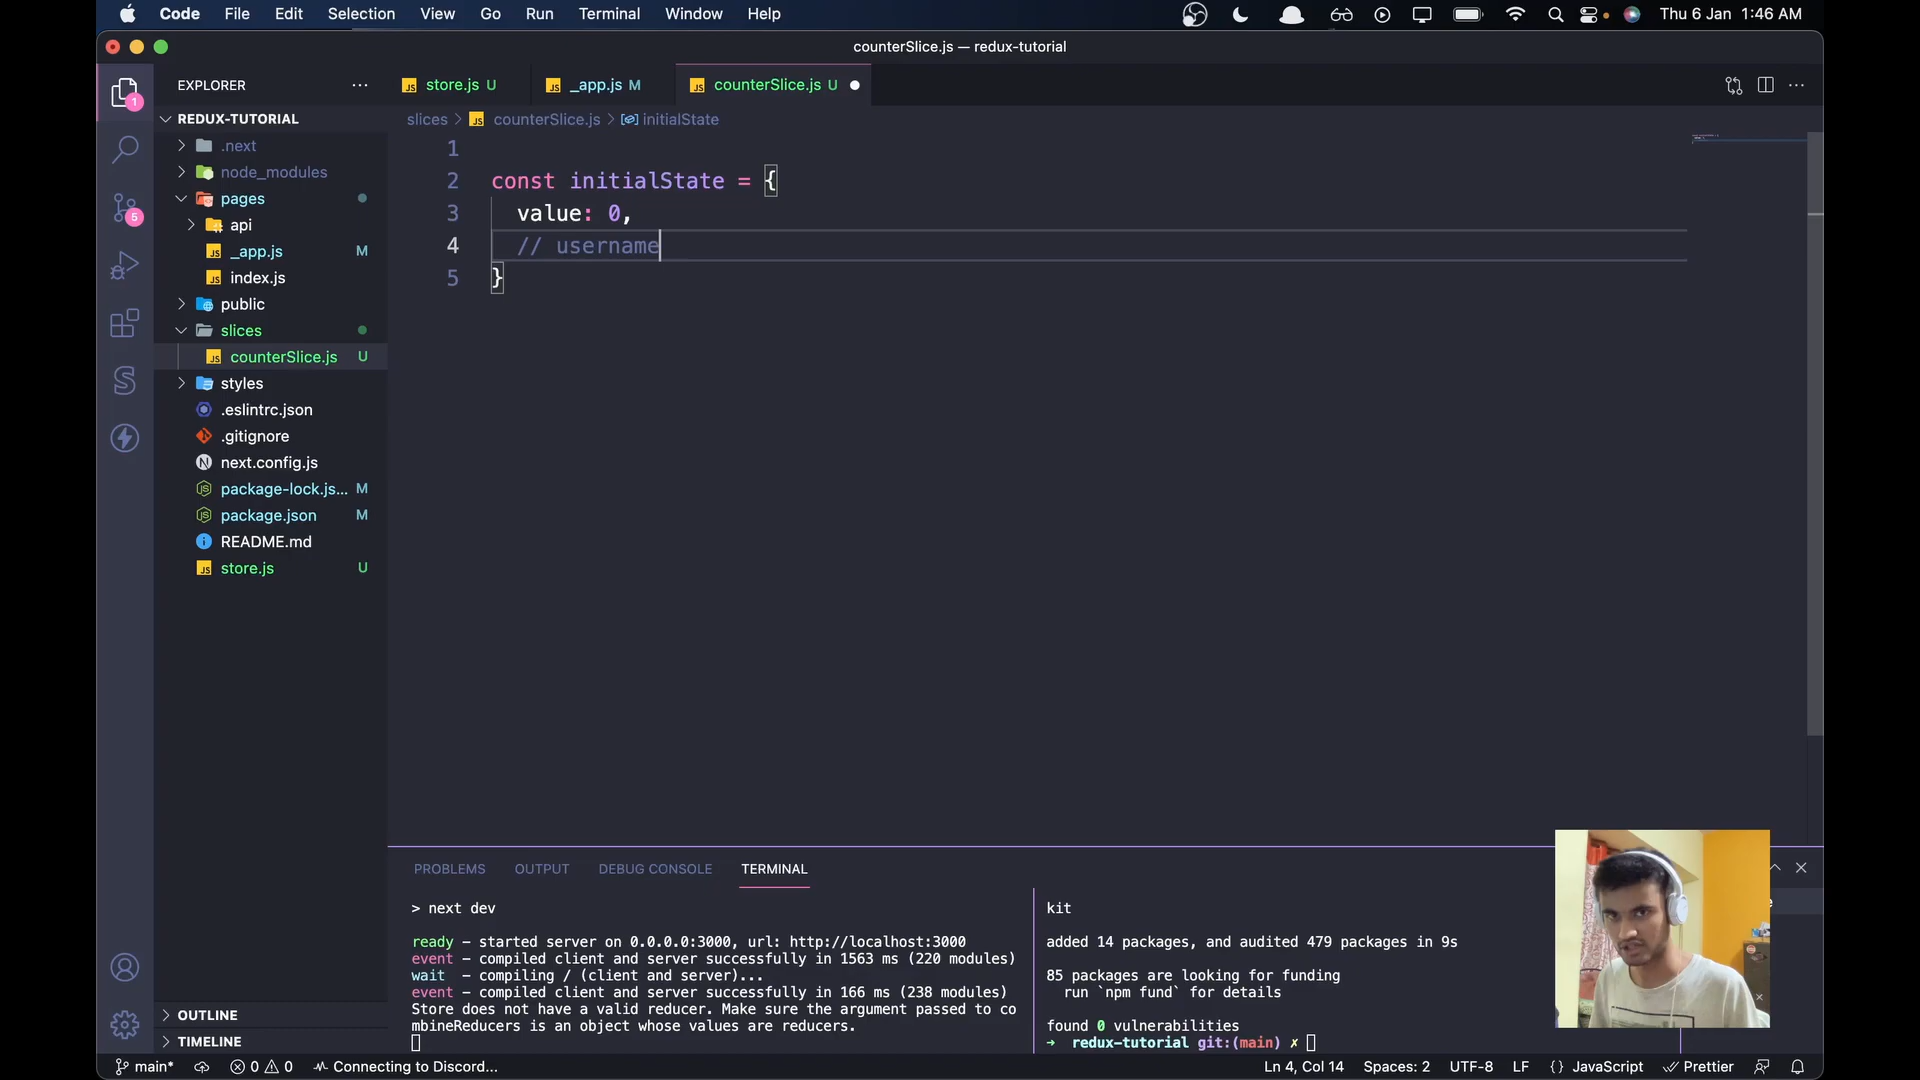 Code File Edit Selection View Go Run Terminal Window Help Thu 6 Jan 1:46 AM
counterSlice.js — redux-tutorial
EXPLORER
store.js U _app.js M counterSlice.js U
slices > counterSlice.js > initialState
1
5
REDUX-TUTORIAL
.next
node_modules
pages
api
_app.js M
index.js
public
slices
counterSlice.js U
styles
.eslintrc.json
.gitignore
next.config.js
package-lock.js... M
package.json M
README.md
store.js U
OUTLINE
TIMELINE
1
2 const initialState = {
3 value: 0,
4 // username
5 }
PROBLEMS OUTPUT DEBUG CONSOLE TERMINAL
> next dev
ready - started server on 0.0.0.0:3000, url: http://localhost:3000
event - compiled client and server successfully in 1563 ms (220 modules)
wait - compiling / (client and server)...
event - compiled client and server successfully in 166 ms (238 modules)
Store does not have a valid reducer. Make sure the argument passed to co
mbineReducers is an object whose values are reducers.
kit
added 14 packages, and audited 479 packages in 9s
85 packages are looking for funding
run `npm fund` for details
found 0 vulnerabilities
➜ redux-tutorial git:(main) ✗
main* 0 0 Connecting to Discord... Ln 4, Col 14 Spaces: 2 UTF-8 LF {} JavaScript Prettier